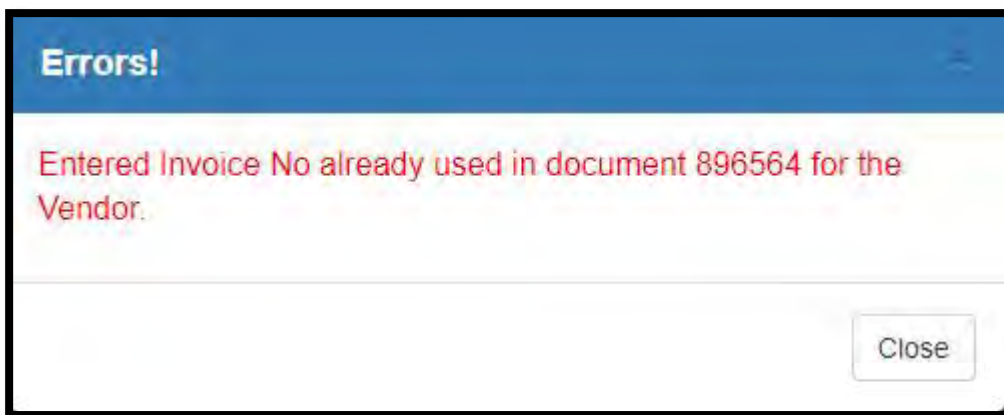 Errors!
Entered Invoice No already used in document 896564 for the
Vendor.
Close